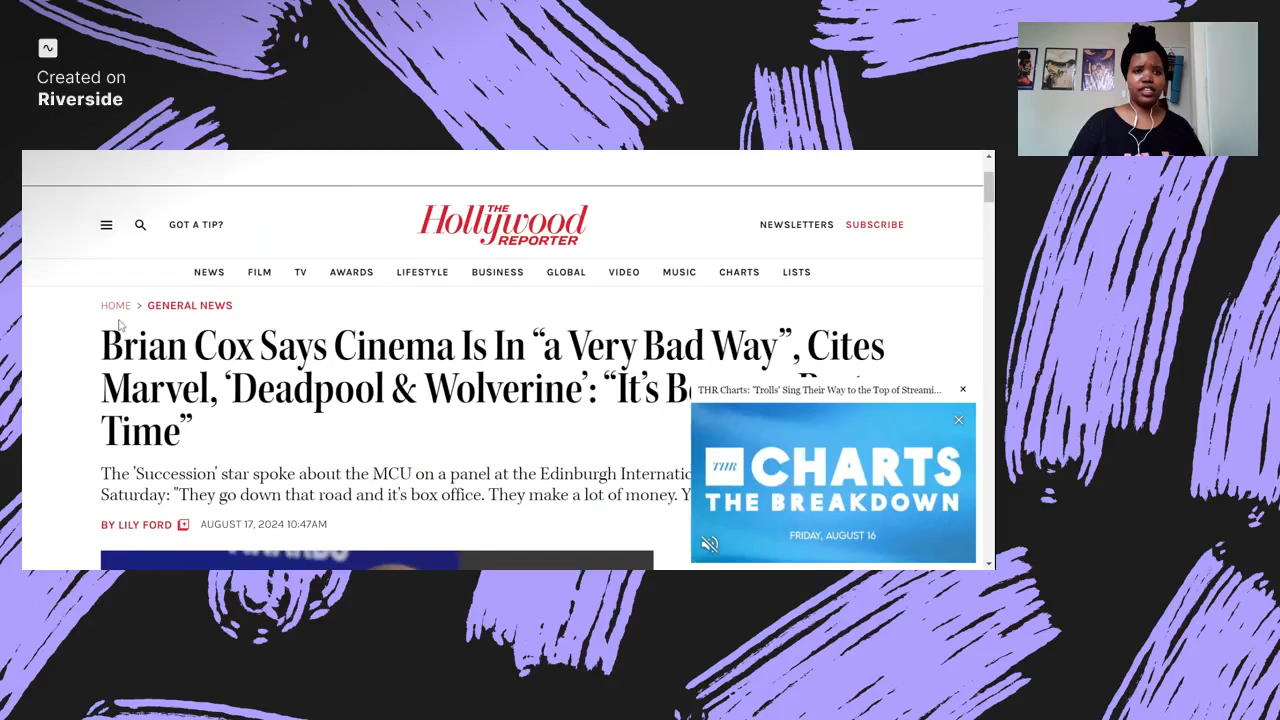 Created on
Riverside
GOT A TIP?
THE
Hollywood
REPORTER
NEWSLETTERS
SUBSCRIBE
NEWS FILM TV AWARDS LIFESTYLE BUSINESS GLOBAL VIDEO MUSIC CHARTS LISTS
HOME > GENERAL NEWS
Brian Cox Says Cinema Is In “a Very Bad Way”, Cites
Marvel, ‘Deadpool & Wolverine’: “It’s
Time”
The 'Succession' star spoke about the MCU on a panel at the Edinburgh
Saturday: "They go down that road and it's box office. They make a lot of money.
BY LILY FORD
AUGUST 17, 2024 10:47AM
THR Charts: 'Trolls' Sing Their Way to the Top of Streami...
THR CHARTS
THE BREAKDOWN
FRIDAY, AUGUST 16